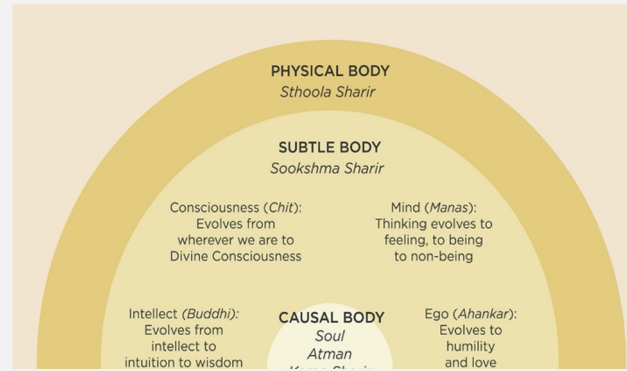 PHYSICAL BODY
Sthoola Sharir
SUBTLE BODY
Sookshma Sharir
Consciousness (Chit):
Evolves from
wherever we are to
Divine Consciousness
Mind (Manas):
Thinking evolves to
feeling, to being
to non-being
Intellect (Buddhi):
Evolves from
intellect to
intuition to wisdom
CAUSAL BODY
Soul
Atman
Ego (Ahankar):
Evolves to
humility
and love